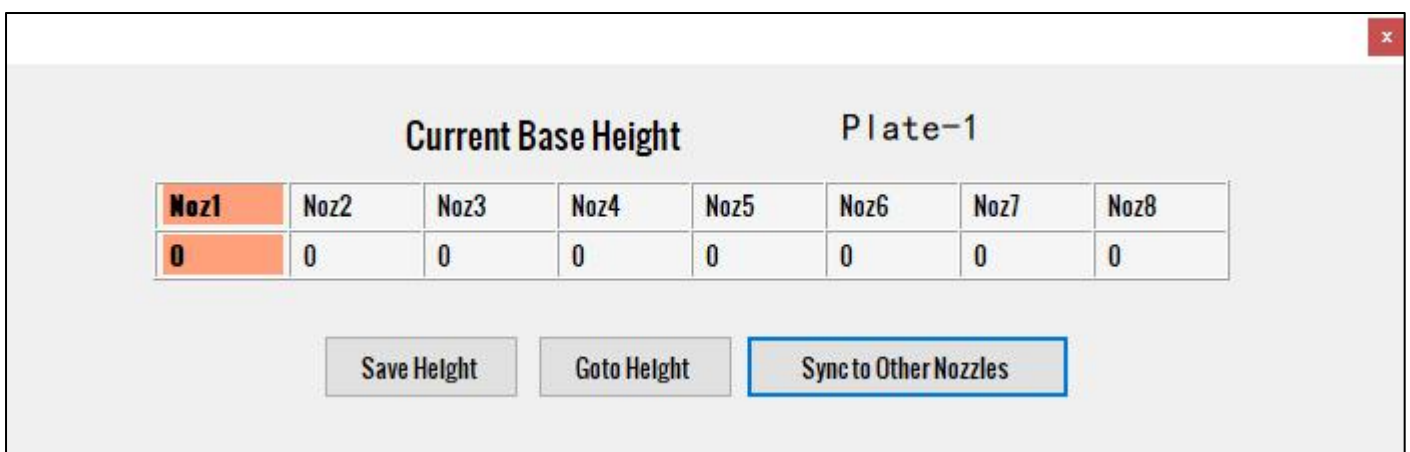 x
Current Base Height Plate-1
Noz1 Noz2 Noz3 Noz4 Noz5 Noz6 Noz7 Noz8
0 0 0 0 0 0 0 0
Save Height Goto Height Sync to Other Nozzles